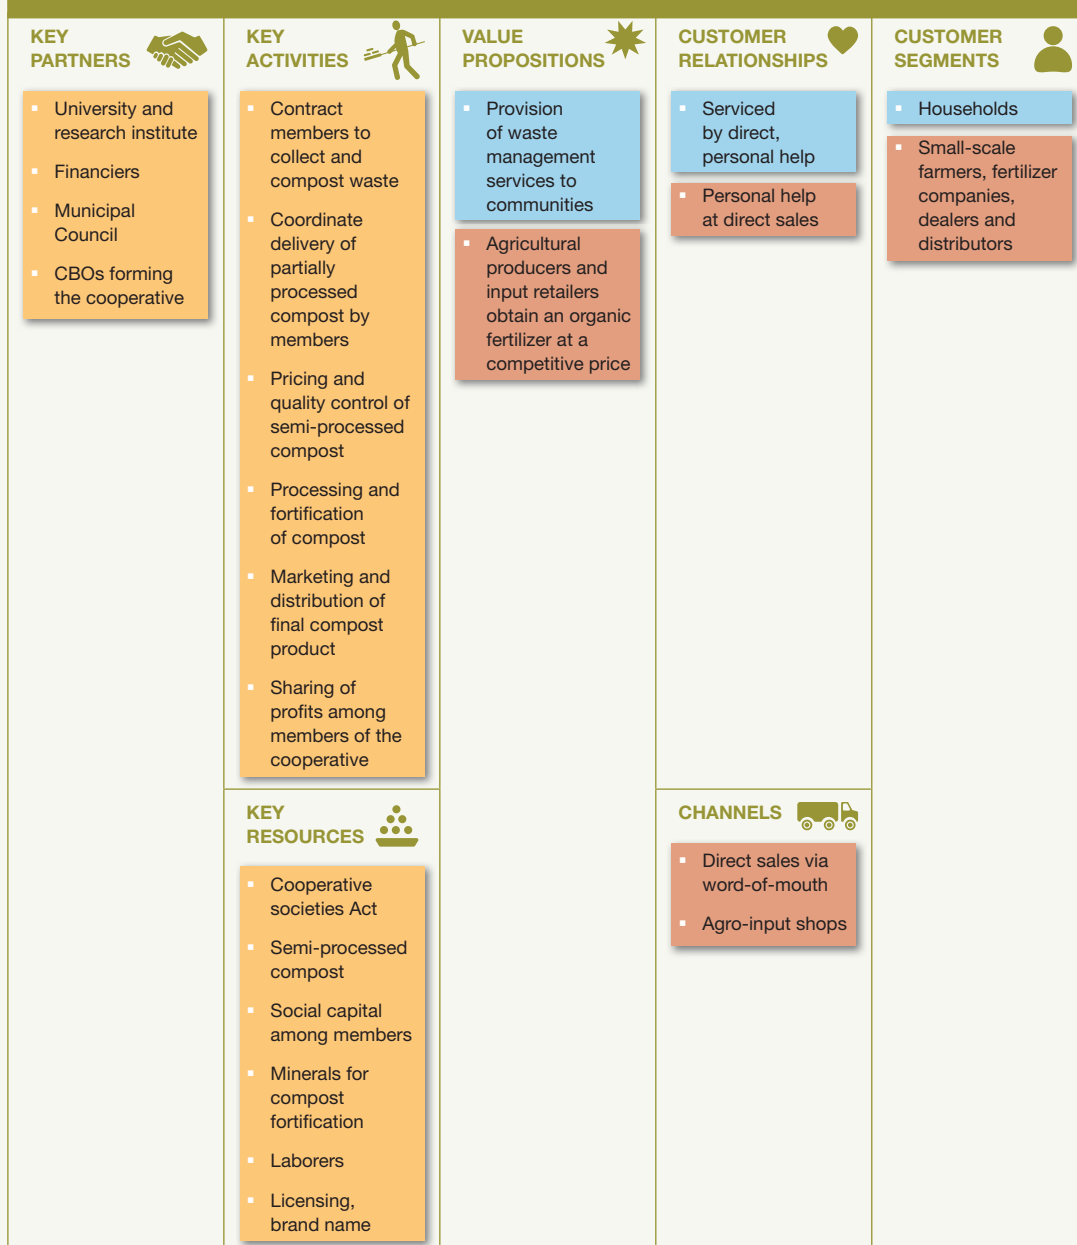 KEY
PARTNERS
University and
research institute
Financiers
Municipal
Council
CBOs forming
the cooperative
KEY
ACTIVITIES
Contract
members to
collect and
compost waste
Coordinate
delivery of
partially
processed
compost by
members
Pricing and
quality control of
semi-processed
compost
Processing and
fortification
of compost
Marketing and
distribution of
final compost
product
Sharing of
profits among
members of the
cooperative
KEY
RESOURCES
Cooperative
societies Act
Semi-processed
compost
Social capital
among members
Minerals for
compost
fortification
Laborers
Licensing,
brand name
VALUE
PROPOSITIONS
Provision
of waste
management
services to
communities
Agricultural
producers and
input retailers
obtain an organic
fertilizer at a
competitive price
CUSTOMER
RELATIONSHIPS
Serviced
by direct,
personal help
Personal help
at direct sales
CHANNELS
Direct sales via
word-of-mouth
Agro-input shops
CUSTOMER
SEGMENTS
Households
Small-scale
farmers, fertilizer
companies,
dealers and
distributors